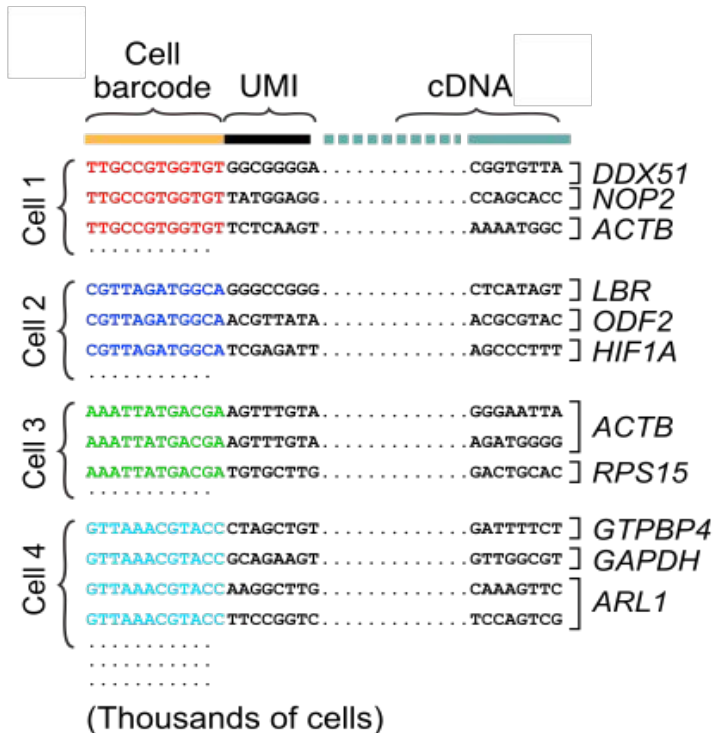 Cell
barcode UMI cDNA
Cell 1
TTGCCGTGGTGTGGCGGGGA.............CGGTGTTA DDX51
TTGCCGTGGTGTTATGGAGG.............CCAGCACC NOP2
TTGCCGTGGTGTTCTCAAGT.............AAAATGGC ACTB
...........
Cell 2
CGTTAGATGGCAGGGCCGGG.............CTCATAGT LBR
CGTTAGATGGCAACGTTATA.............ACGCGTAC ODF2
CGTTAGATGGCATCGAGATT.............AGCCCTTT HIF1A
...........
Cell 3
AAATTATGACGAAGTTTGTA.............GGGAATTA ACTB
AAATTATGACGAAGTTTGTA.............AGATGGGG
AAATTATGACGATGTGCTTG.............GACTGCAC RPS15
...........
Cell 4
GTTAAACGTACCCTAGCTGT.............GATTTTCT GTPBP4
GTTAAACGTACCGCAGAAGT.............GTTGGCGT GAPDH
GTTAAACGTACCAAGGCTTG.............CAAAGTTC ARL1
GTTAAACGTACCTTCCGGTC.............TCCAGTCG
...........
...........
...........
(Thousands of cells)